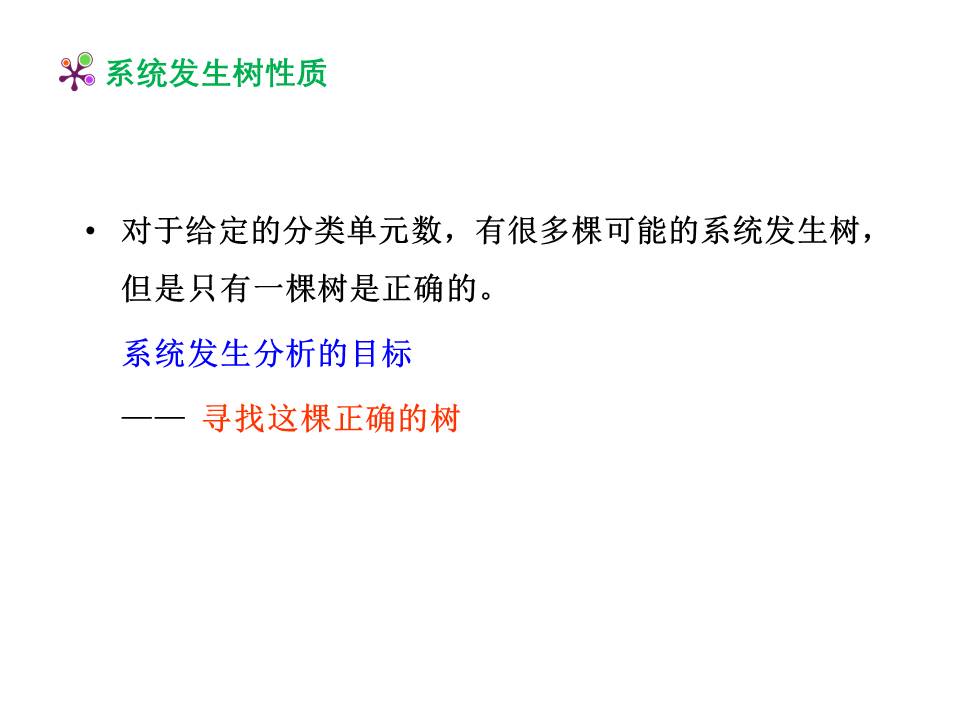 系统发生树性质
• 对于给定的分类单元数，有很多棵可能的系统发生树，
但是只有一棵树是正确的。
系统发生分析的目标
—— 寻找这棵正确的树